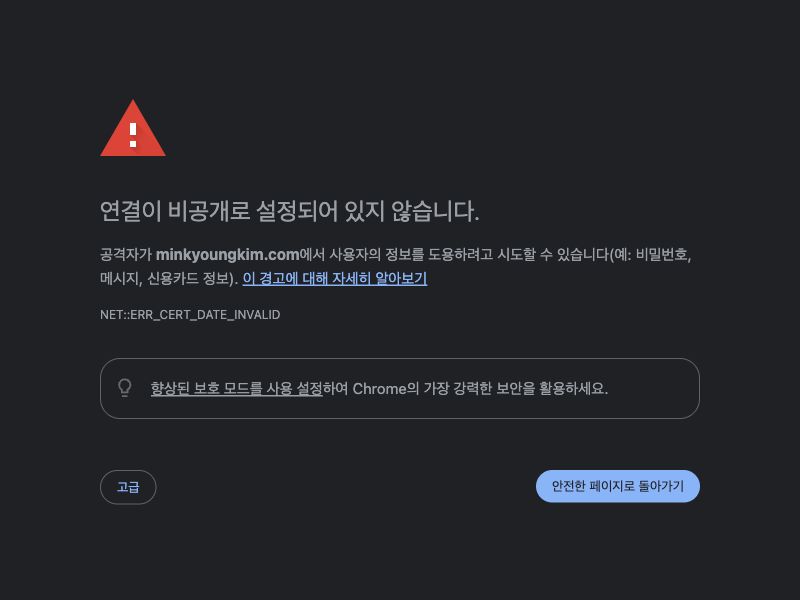 연결이 비공개로 설정되어 있지 않습니다.
공격자가 minkyoungkim.com에서 사용자의 정보를 도용하려고 시도할 수 있습니다(예: 비밀번호,
메시지, 신용카드 정보). 이 경고에 대해 자세히 알아보기
NET::ERR_CERT_DATE_INVALID
향상된 보호 모드를 사용 설정하여 Chrome의 가장 강력한 보안을 활용하세요.
고급
안전한 페이지로 돌아가기